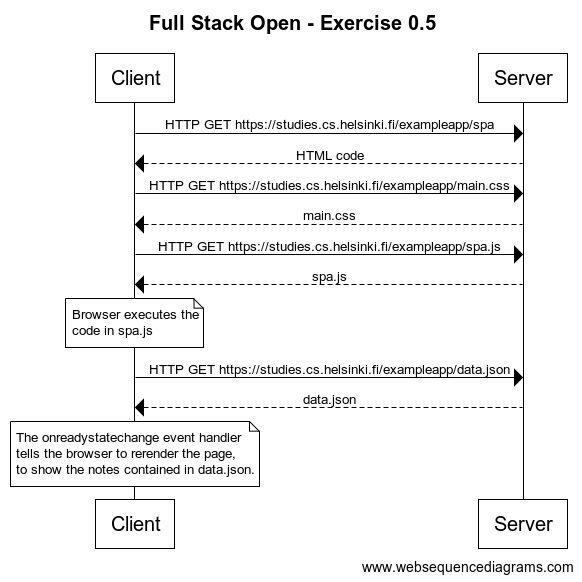 Full Stack Open - Exercise 0.5
Client
Server
HTTP GET https://studies.cs.helsinki.fi/exampleapp/spa
HTML code
HTTP GET https://studies.cs.helsinki.fi/exampleapp/main.css
main.css
HTTP GET https://studies.cs.helsinki.fi/exampleapp/spa.js
spa.js
Browser executes the
code in spa.js
HTTP GET https://studies.cs.helsinki.fi/exampleapp/data.json
data.json
The onreadystatechange event handler
tells the browser to rerender the page,
to show the notes contained in data.json.
Client
Server
www.websequencediagrams.com